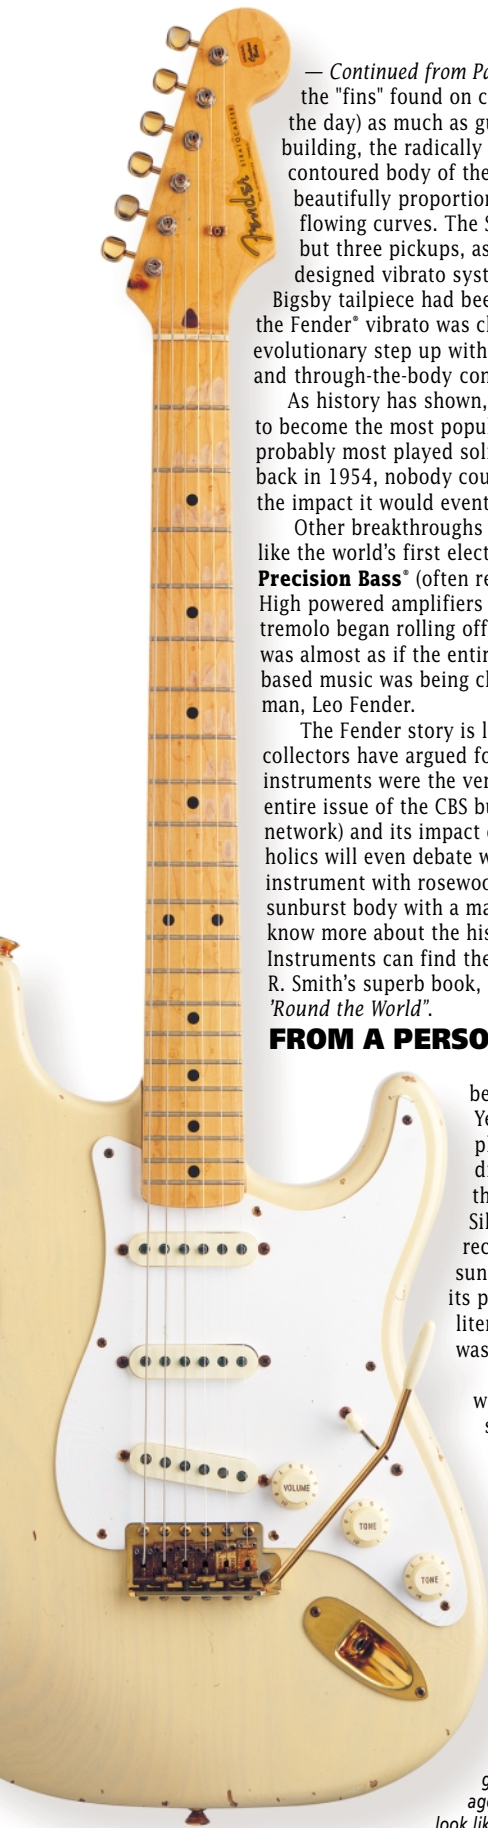 Fender
STRATOCASTER
— Continued from Pa
the "fins" found on c
the day) as much as gu
building, the radically
contoured body of the
beautifully proportion
flowing curves. The S
but three pickups, as
designed vibrato syst
Bigsby tailpiece had bee
the Fender® vibrato was cl
evolutionary step up with
and through-the-body con
As history has shown,
to become the most popul
probably most played soli
back in 1954, nobody cou
the impact it would event
Other breakthroughs
like the world's first elect
Precision Bass® (often re
High powered amplifiers
tremolo began rolling off
was almost as if the entir
based music was being cl
man, Leo Fender.
The Fender story is l
collectors have argued fo
instruments were the ver
entire issue of the CBS bu
network) and its impact
holics will even debate w
instrument with rosewoo
sunburst body with a ma
know more about the his
Instruments can find the
R. Smith's superb book,
'Round the World".
FROM A PERSO
be
Ye
pl
di
th
Sil
rec
sun
its p
liter
was
w
s
VOLUME
TONE
TONE
g
ag
look lik